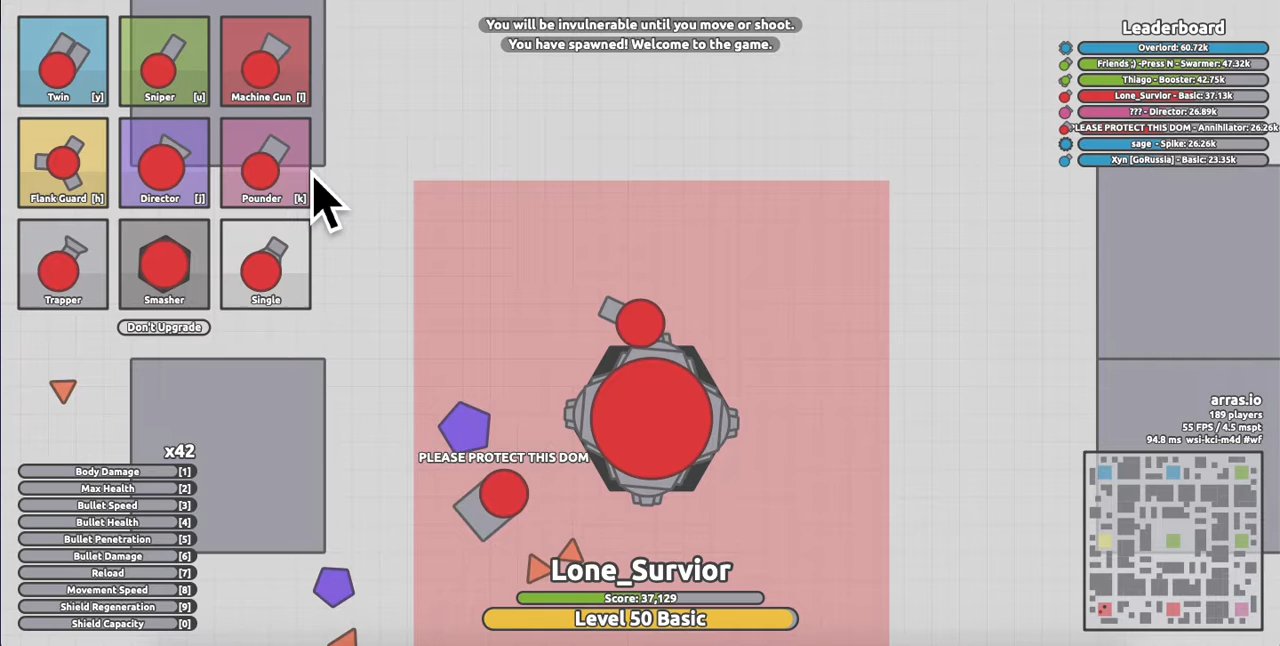 You will be invulnerable until you move or shoot.
You have spawned! Welcome to the game.
Twin [y]
Sniper [u]
Machine Gun [i]
Flank Guard [h]
Director [j]
Pounder [k]
Trapper
Smasher
Single
Don't Upgrade
Leaderboard
Overlord: 60.72k
Friends ;) -Press N - Swarmer: 47.32k
Thiago - Booster: 42.75k
Lone_Survior - Basic: 37.13k
??? - Director: 26.89k
PLEASE PROTECT THIS DOM - Annihilator: 26.26k
sage - Spike: 26.26k
Xyn [GoRussia] - Basic: 23.35k
PLEASE PROTECT THIS DOM
x42
Body Damage [1]
Max Health [2]
Bullet Speed [3]
Bullet Health [4]
Bullet Penetration [5]
Bullet Damage [6]
Reload [7]
Movement Speed [8]
Shield Regeneration [9]
Shield Capacity [0]
Lone_Survior
Score: 37,129
Level 50 Basic
arras.io
189 players
55 FPS / 4.5 mspt
94.8 ms wsi-kci-m4d #wf